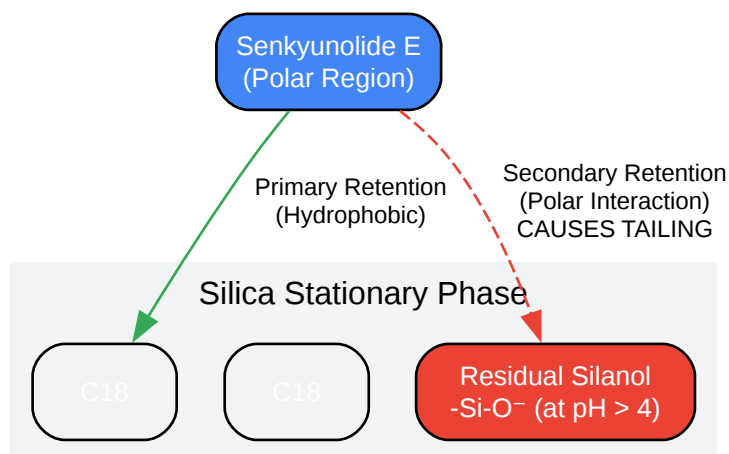 Senkyunolide E
(Polar Region)
Primary Retention
(Hydrophobic)
Secondary Retention
(Polar Interaction)
CAUSES TAILING
Silica Stationary Phase
C18
C18
Residual Silanol
-Si-O⁻ (at pH > 4)